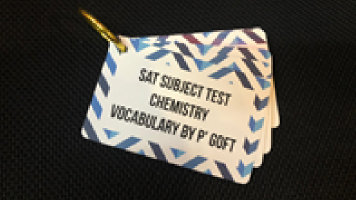 SAT SUBJECT TEST
CHEMISTRY
VOCABULARY BY P' GOFT